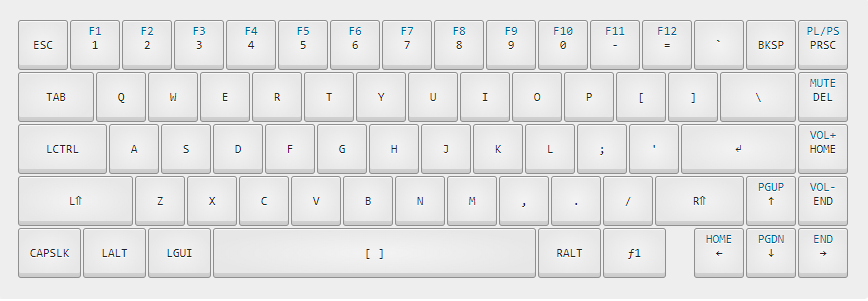 F1 F2 F3 F4 F5 F6 F7 F8 F9 F10 F11 F12 PL/PS
ESC 1 2 3 4 5 6 7 8 9 0 - = ` BKSP PRSC
MUTE
TAB Q W E R T Y U I O P [ ] \ DEL
VOL+
LCTRL A S D F G H J K L ; ' ↲ HOME
PGUP VOL-
L⇑ Z X C V B N M , . / R⇑ ↑ END
HOME PGDN END
CAPSLK LALT LGUI [ ] RALT ƒ1 ← ↓ →